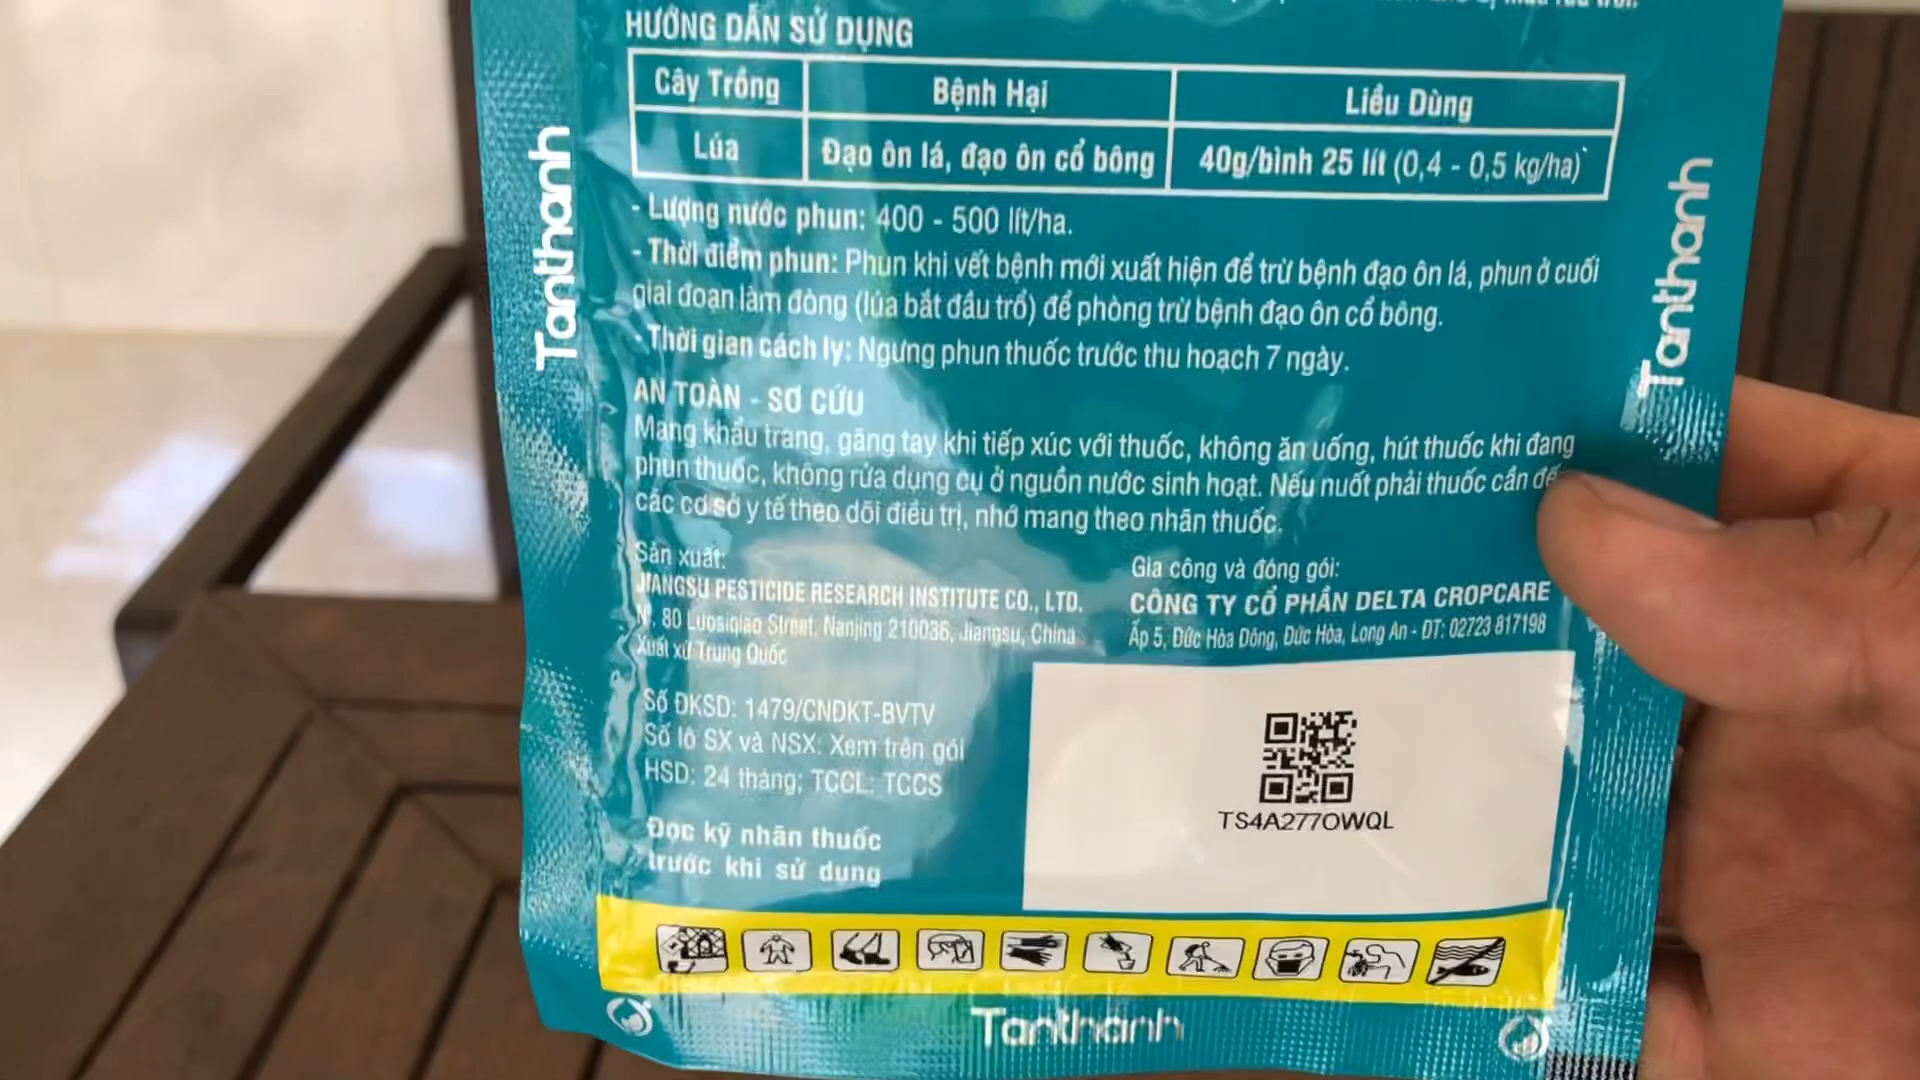 HƯỚNG DẪN SỬ DỤNG
Cây Trồng Bệnh Hại Liều Dùng
Lúa Đạo ôn lá, đạo ôn cổ bông 40g/bình 25 lít (0,4 - 0,5 kg/ha)
- Lượng nước phun: 400 - 500 lít/ha.
- Thời điểm phun: Phun khi vết bệnh mới xuất hiện để trừ bệnh đạo ôn lá, phun ở cuối
giai đoạn làm đòng (lúa bắt đầu trổ) để phòng trừ bệnh đạo ôn cổ bông.
- Thời gian cách ly: Ngưng phun thuốc trước thu hoạch 7 ngày.
AN TOÀN - SƠ CỨU
Mang khẩu trang, găng tay khi tiếp xúc với thuốc, không ăn uống, hút thuốc khi đang
phun thuốc, không rửa dụng cụ ở nguồn nước sinh hoạt. Nếu nuốt phải thuốc cần
các cơ sở y tế theo dõi điều trị, nhớ mang theo nhãn thuốc.
Sản xuất:
JIANGSU PESTICIDE RESEARCH INSTITUTE CO., LTD.
Nº. 80 Luosiqiao Street, Nanjing 210036, Jiangsu, China
Xuất xứ Trung Quốc
Gia công và đóng gói:
CÔNG TY CỔ PHẦN DELTA CROPCARE
Ấp 5, Đức Hòa Đông, Đức Hòa, Long An - ĐT: 02723 817198
Số ĐKSD: 1479/CNDKT-BVTV
Số lô SX và NSX: Xem trên gói
HSD: 24 tháng; TCCL: TCCS
Đọc kỹ nhãn thuốc
trước khi sử dụng
TS4A277OWQL
Tanthanh
Tanthanh
Tanthanh